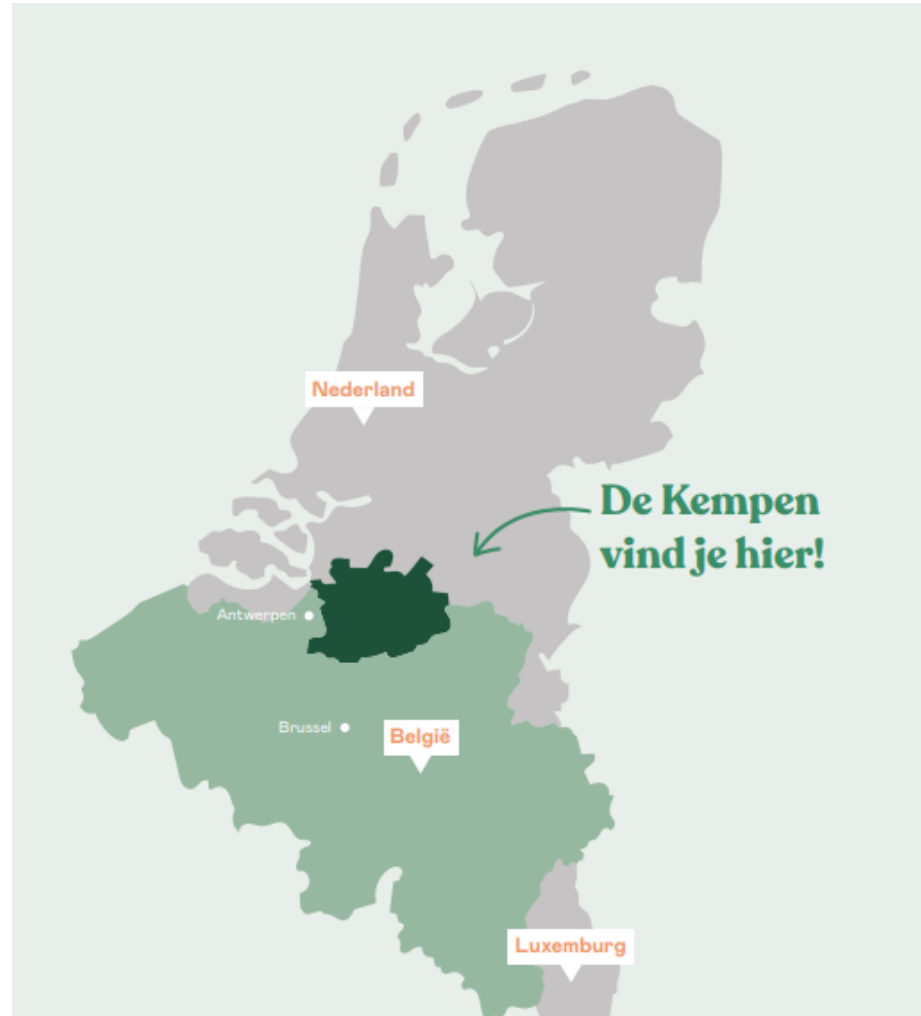 Nederland
De Kempen
vind je hier!
Antwerpen
Brussel
België
Luxemburg